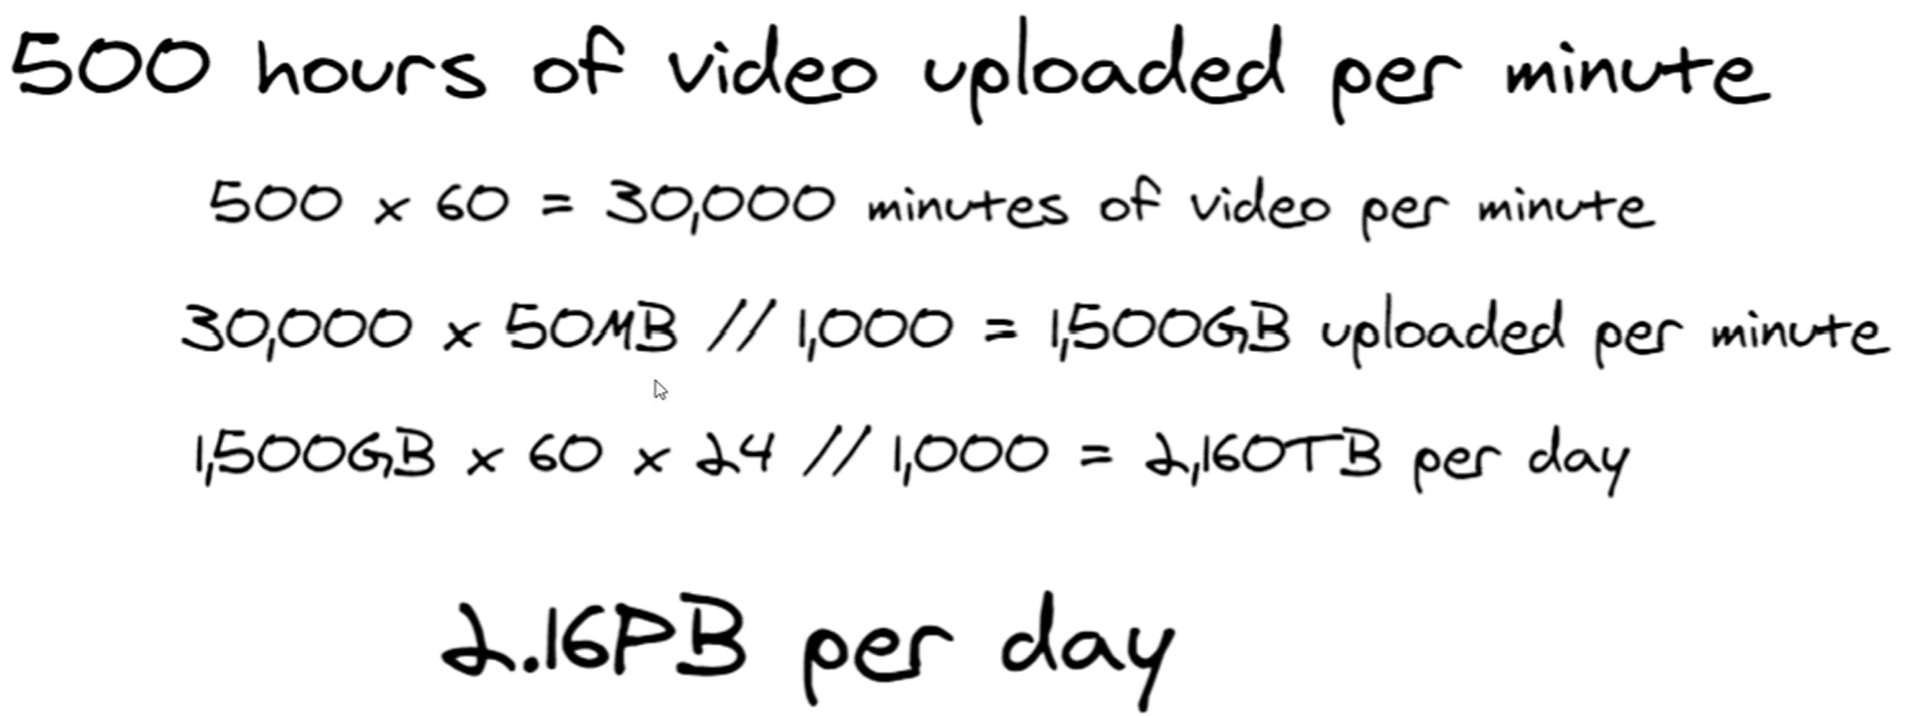 500 hours of video uploaded per minute
500 x 60 = 30,000 minutes of video per minute
30,000 x 50MB // 1,000 = 1,500GB uploaded per minute
1,500GB x 60 x 24 // 1,000 = 2,160TB per day
2.16PB per day